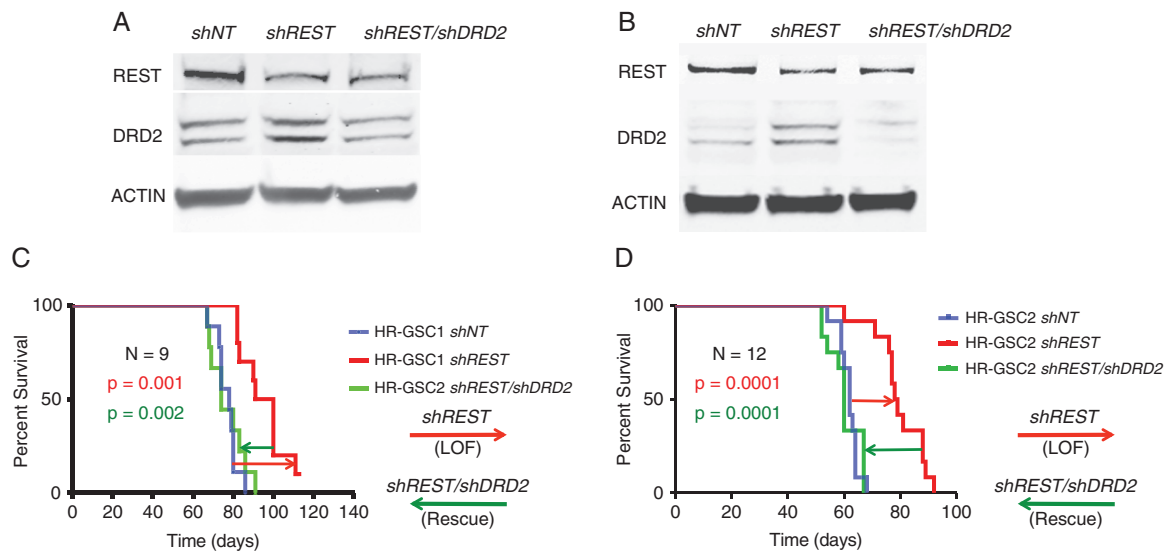 A
shNT shREST shREST/shDRD2
REST
DRD2
ACTIN
B
shNT shREST shREST/shDRD2
REST
DRD2
ACTIN
C
Percent Survival
100
50
0
0 20 40 60 80 100 120 140
Time (days)
N = 9
p = 0.001
p = 0.002
HR-GSC1 shNT
HR-GSC1 shREST
HR-GSC2 shREST/shDRD2
shREST
(LOF)
shREST/shDRD2
(Rescue)
D
Percent Survival
100
50
0
0 20 40 60 80 100
Time (days)
N = 12
p = 0.0001
p = 0.0001
HR-GSC2 shNT
HR-GSC2 shREST
HR-GSC2 shREST/shDRD2
shREST
(LOF)
shREST/shDRD2
(Rescue)